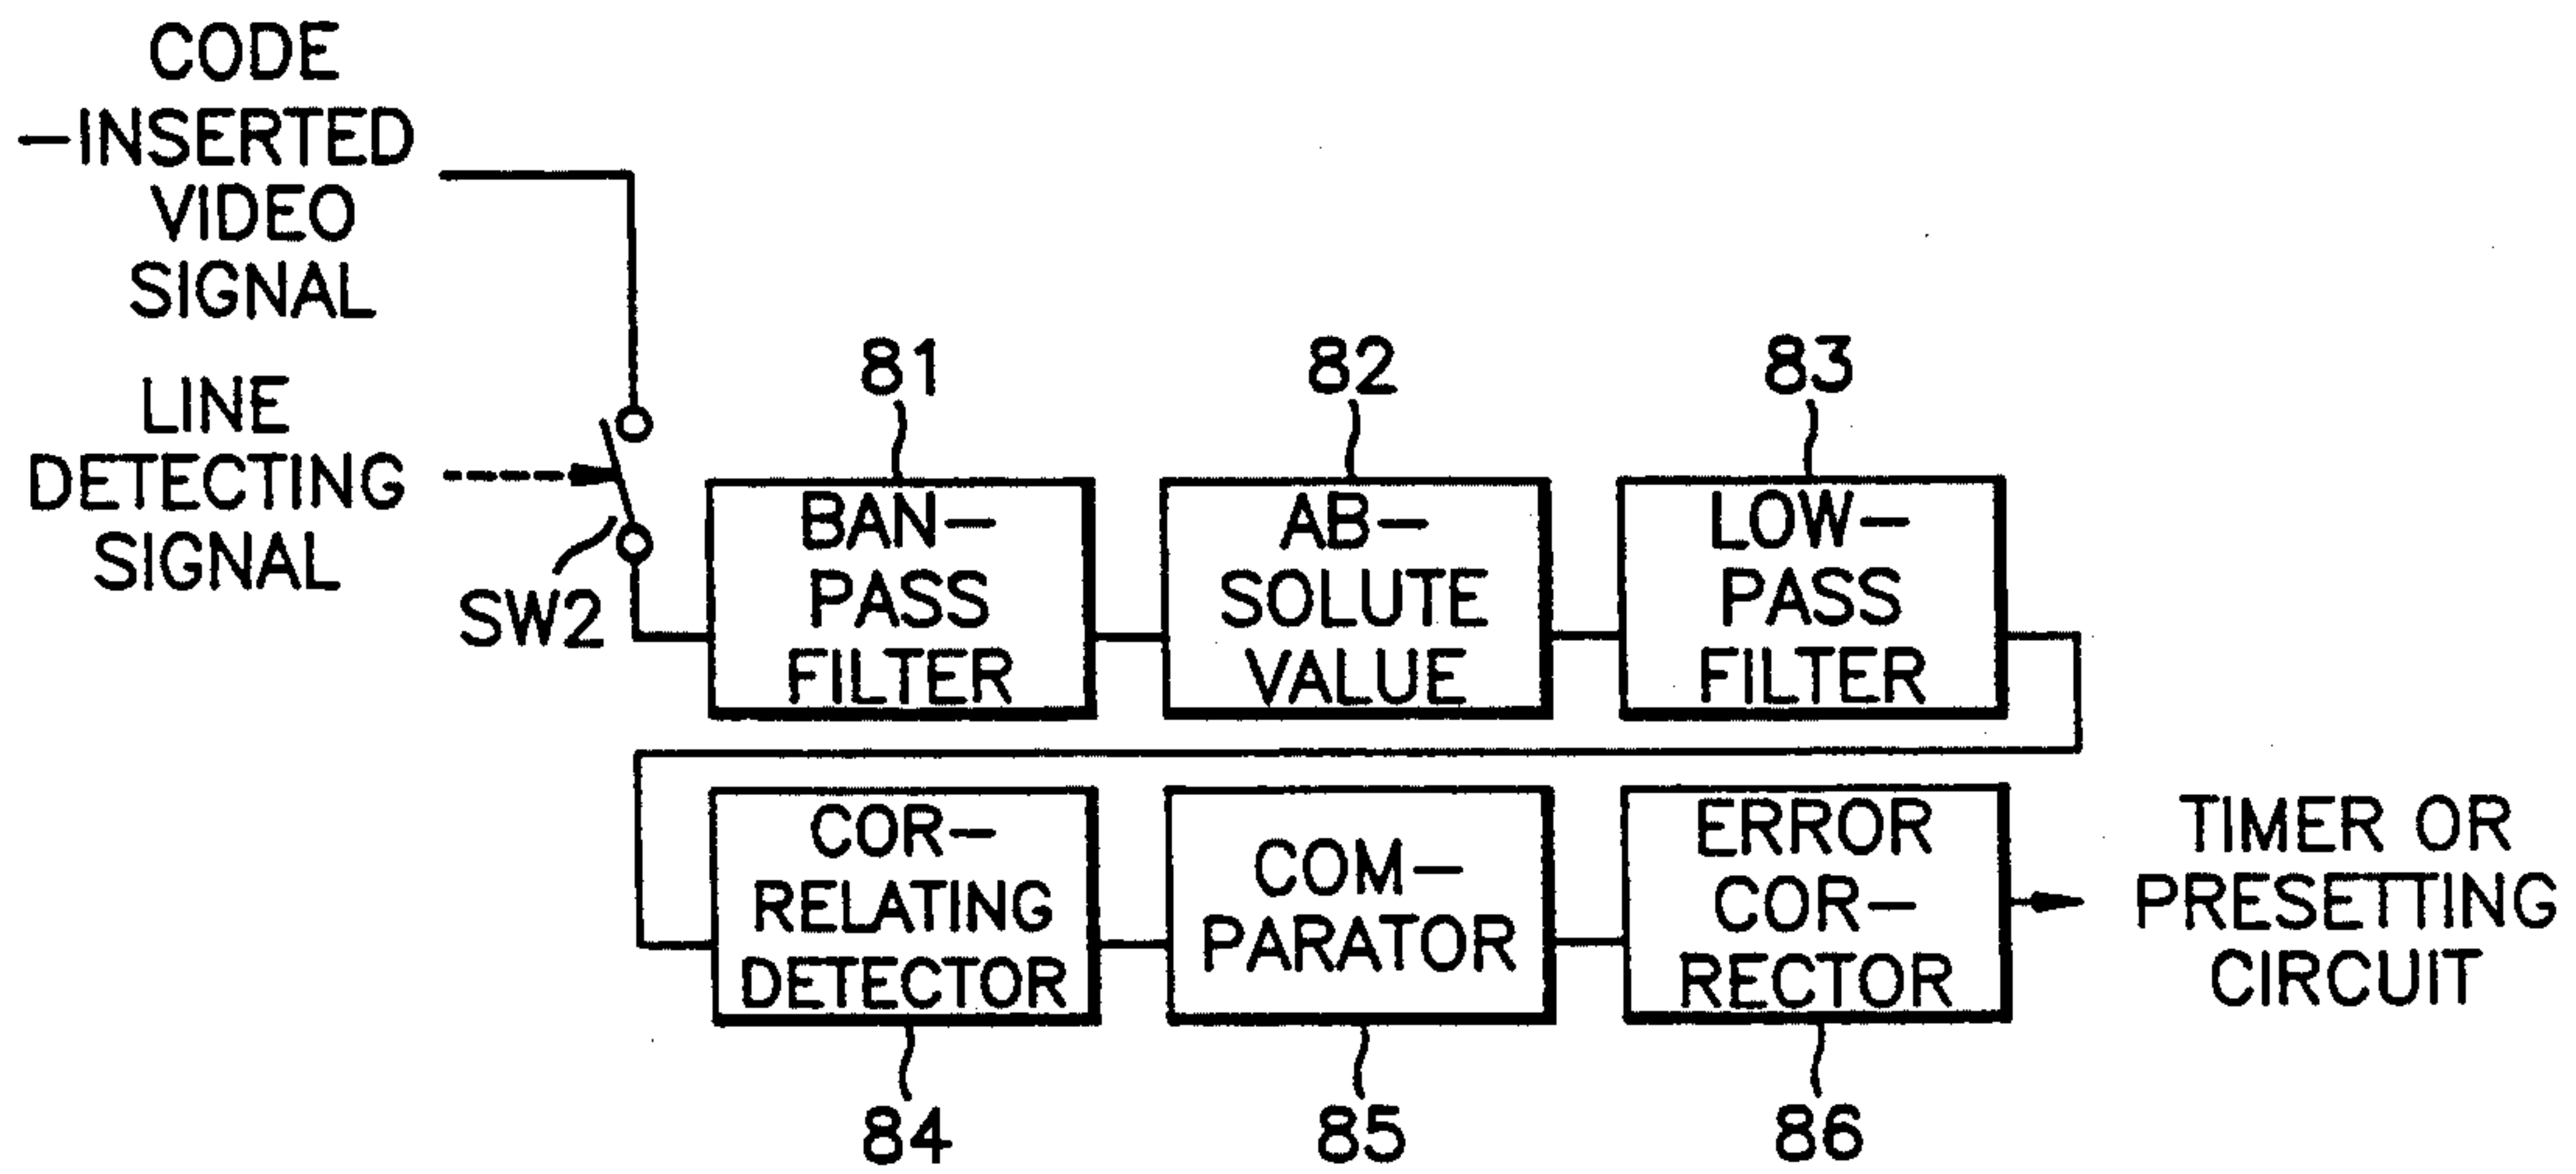 CODE
-INSERTED
VIDEO
SIGNAL
LINE
DETECTING
SIGNAL
SW2
81
BAN-
PASS
FILTER
82
AB-
SOLUTE
VALUE
83
LOW-
PASS
FILTER
COR-
RELATING
DETECTOR
84
COM-
PARATOR
85
ERROR
COR-
RECTOR
86
TIMER OR
PRESETTING
CIRCUIT